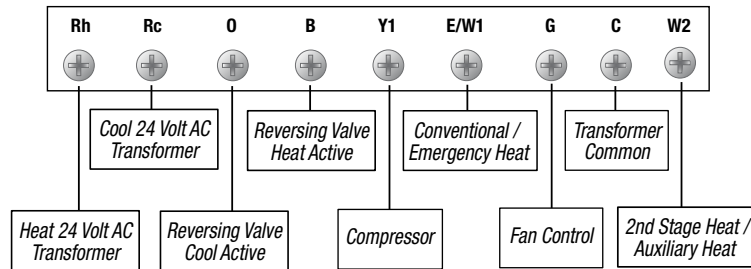 Rh Rc O B Y1 E/W1 G C W2
Cool 24 Volt AC
Transformer
Reversing Valve
Heat Active
Conventional /
Emergency Heat
Transformer
Common
Heat 24 Volt AC
Transformer
Reversing Valve
Cool Active
Compressor
Fan Control
2nd Stage Heat /
Auxiliary Heat